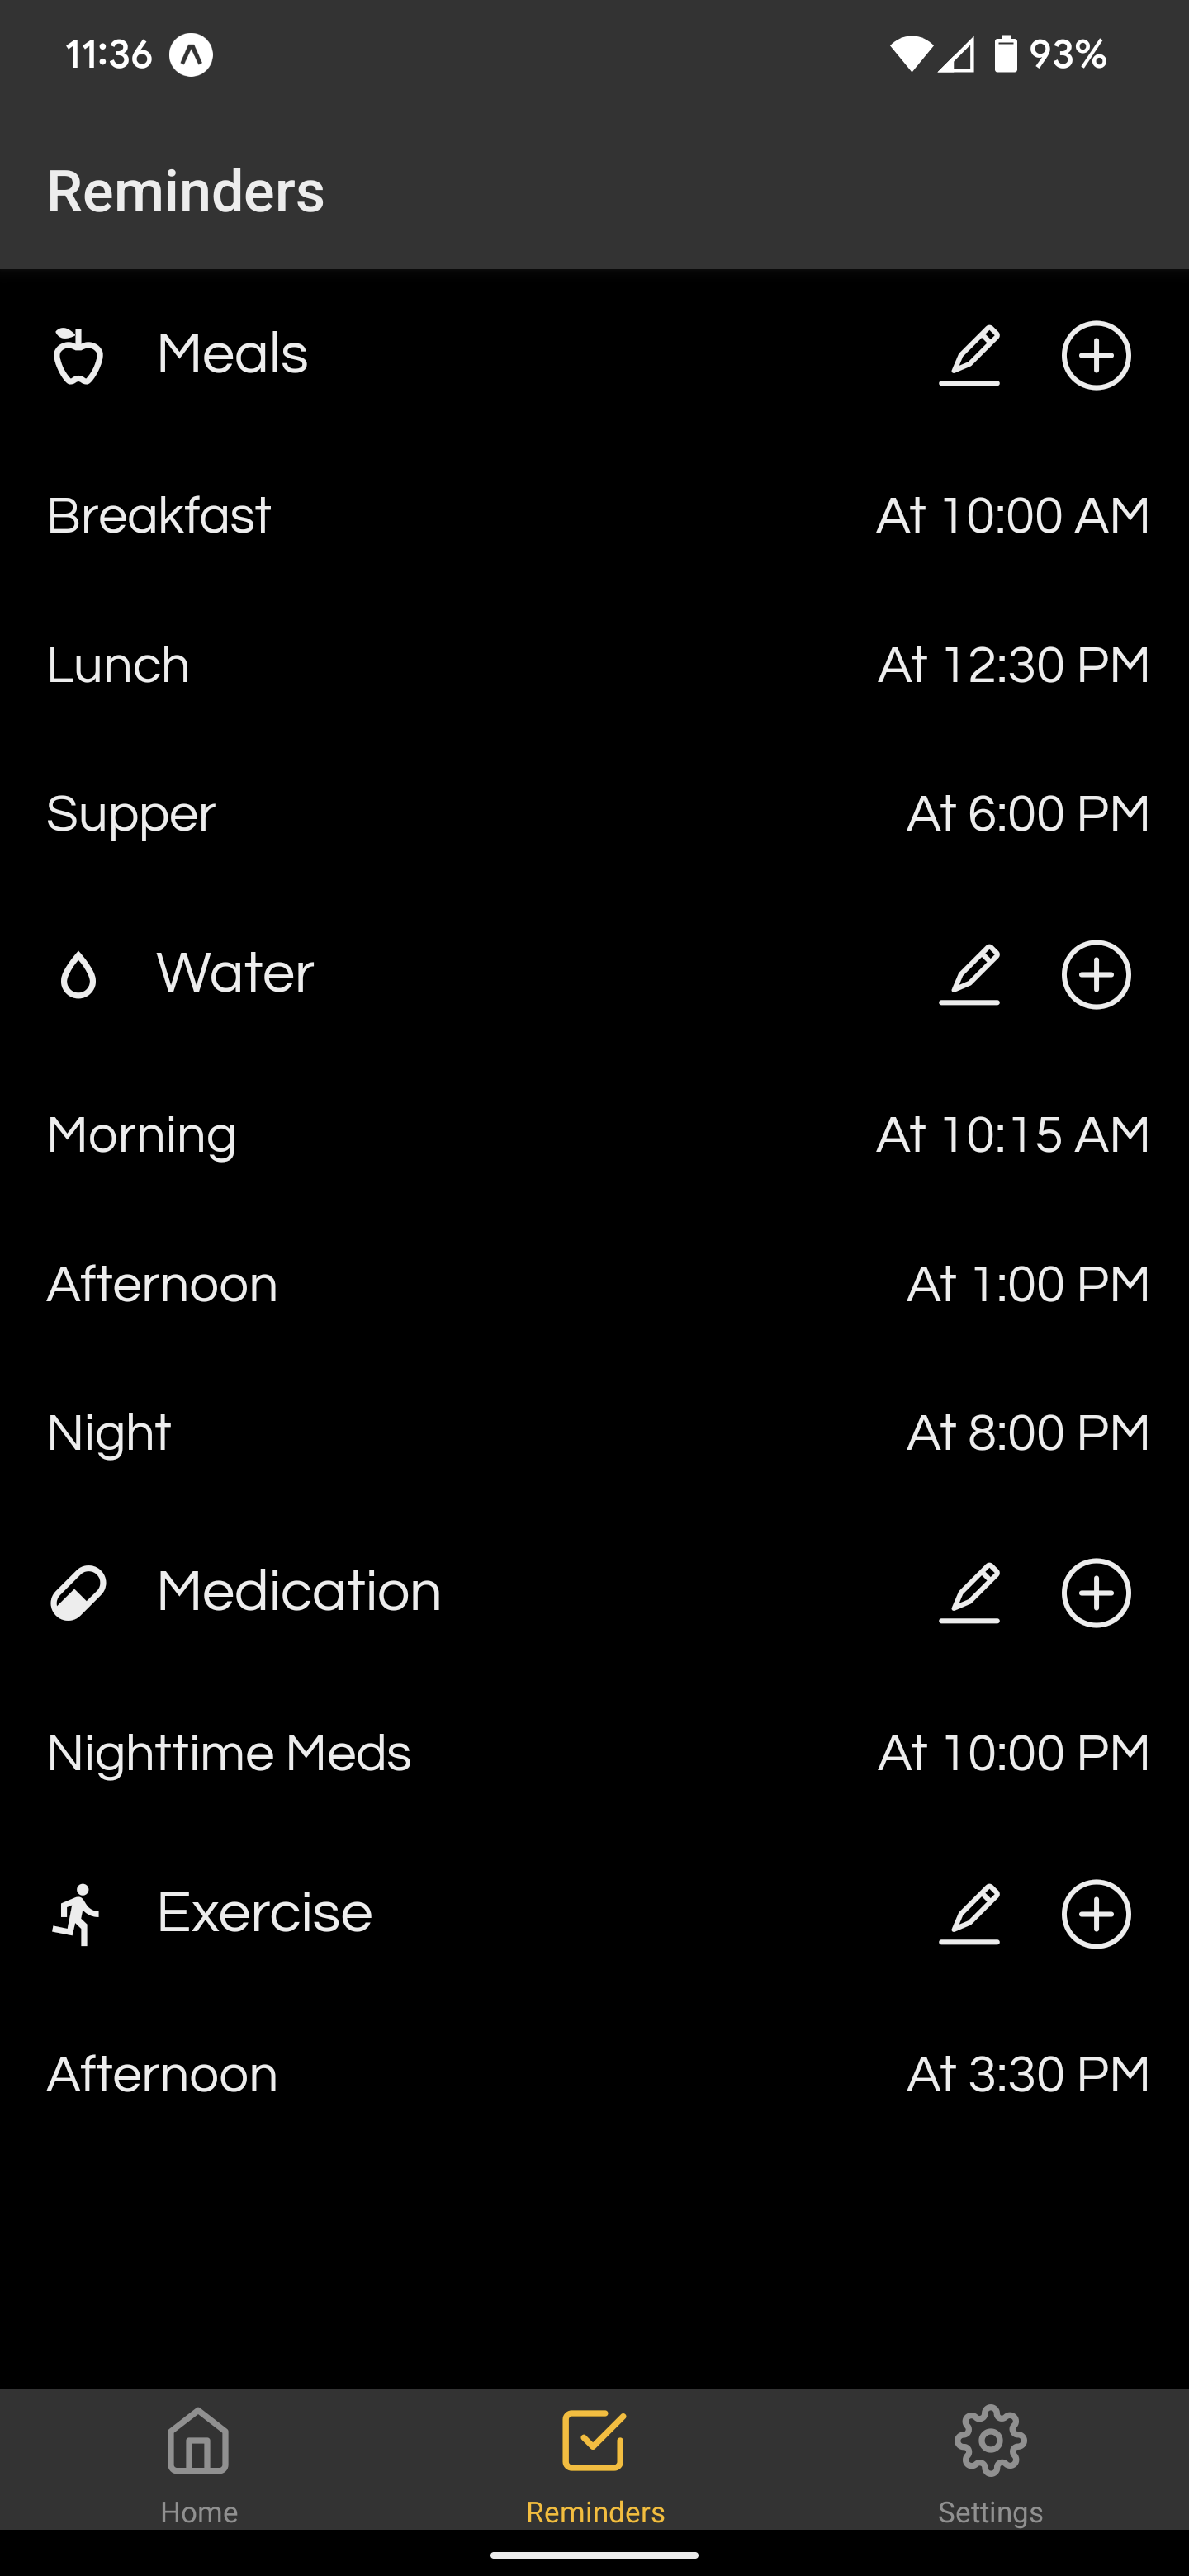 11:36 93%
Reminders
Meals
Breakfast At 10:00 AM
Lunch At 12:30 PM
Supper At 6:00 PM
Water
Morning At 10:15 AM
Afternoon At 1:00 PM
Night At 8:00 PM
Medication
Nighttime Meds At 10:00 PM
Exercise
Afternoon At 3:30 PM
Home Reminders Settings